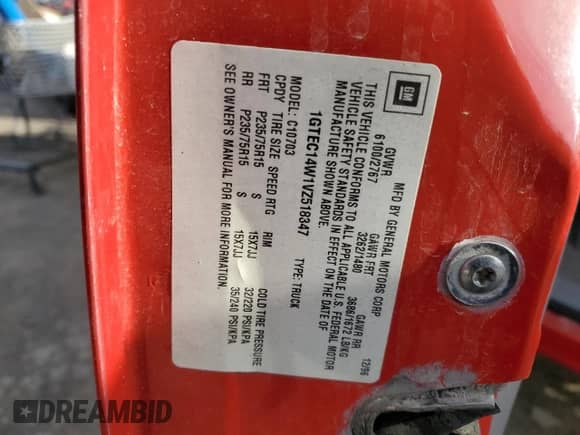 GM
MFD BY GENERAL MOTORS CORP
12/96
GVWR GAWR FRT GAWR RR
6100/2767 3262/1480 3686/1672 LB/KG
THIS VEHICLE CONFORMS TO ALL APPLICABLE U.S. FEDERAL MOTOR
VEHICLE SAFETY STANDARDS IN EFFECT ON THE DATE OF
MANUFACTURE SHOWN ABOVE.
1GTEC14W1VZ518347 TYPE: TRUCK
MODEL: C10703
CPDY TIRE SIZE SPEED RTG RIM COLD TIRE PRESSURE
FRT P235/75R15 S 15X7JJ 32/220 PSI/KPA
RR P235/75R15 S 15X7JJ 35/240 PSI/KPA
SEE OWNER'S MANUAL FOR MORE INFORMATION.
DREAMBID